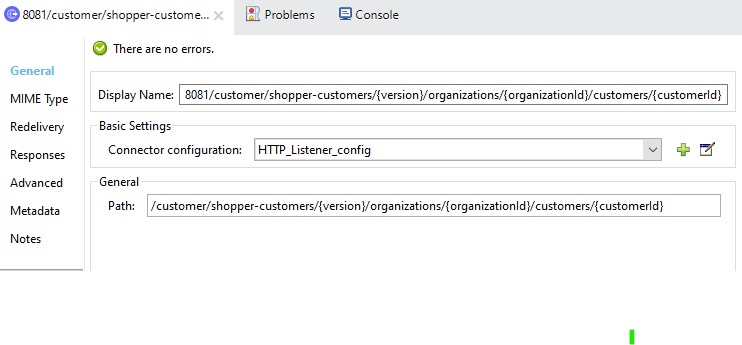 8081/customer/shopper-custome... Problems Console
There are no errors.
General
MIME Type
Redelivery
Responses
Advanced
Metadata
Notes
Display Name: 8081/customer/shopper-customers/{version}/organizations/{organizationId}/customers/{customerId}
Basic Settings
Connector configuration: HTTP_Listener_config
General
Path: /customer/shopper-customers/{version}/organizations/{organizationId}/customers/{customerId}